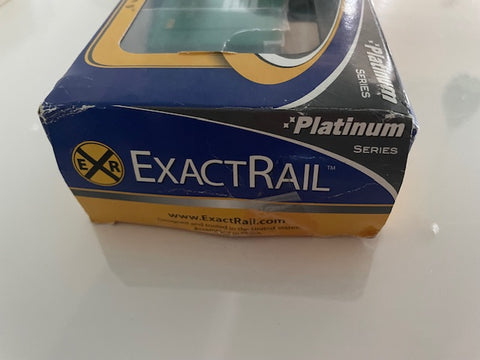 Platinum
SERIES
Platinum
SERIES
E R
EXACTRAIL™
www.ExactRail.com
Designed and tooled in the United States.